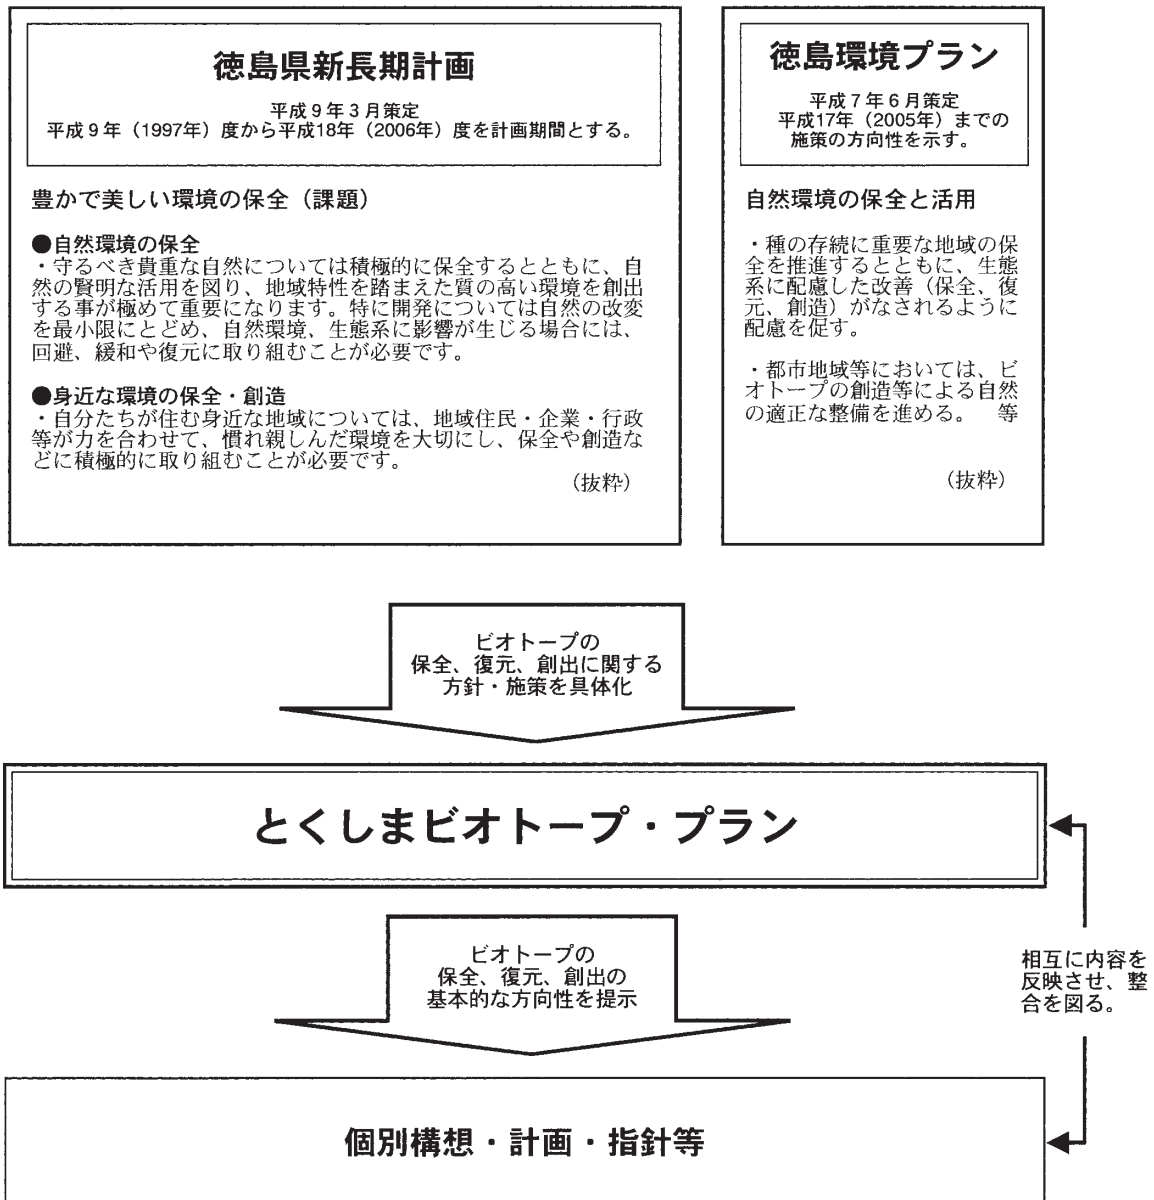 徳島県新長期計画
平成９年３月策定
平成９年（1997年）度から平成18年（2006年）度を計画期間とする。
豊かで美しい環境の保全（課題）
●自然環境の保全
・守るべき貴重な自然については積極的に保全するとともに、自
然の賢明な活用を図り、地域特性を踏まえた質の高い環境を創出
する事が極めて重要になります。特に開発については自然の改変
を最小限にとどめ、自然環境、生態系に影響が生じる場合には、
回避、緩和や復元に取り組むことが必要です。
●身近な環境の保全・創造
・自分たちが住む身近な地域については、地域住民・企業・行政
等が力を合わせて、慣れ親しんだ環境を大切にし、保全や創造な
どに積極的に取り組むことが必要です。
（抜粋）
徳島環境プラン
平成７年６月策定
平成17年（2005年）までの
施策の方向性を示す。
自然環境の保全と活用
・種の存続に重要な地域の保
全を推進するとともに、生態
系に配慮した改善（保全、復
元、創造）がなされるように
配慮を促す。
・都市地域等においては、ビ
オトープの創造等による自然
の適正な整備を進める。　等
（抜粋）
ビオトープの
保全、復元、創出に関する
方針・施策を具体化
とくしまビオトープ・プラン
ビオトープの
保全、復元、創出の
基本的な方向性を提示
相互に内容を
反映させ、整
合を図る。
個別構想・計画・指針等